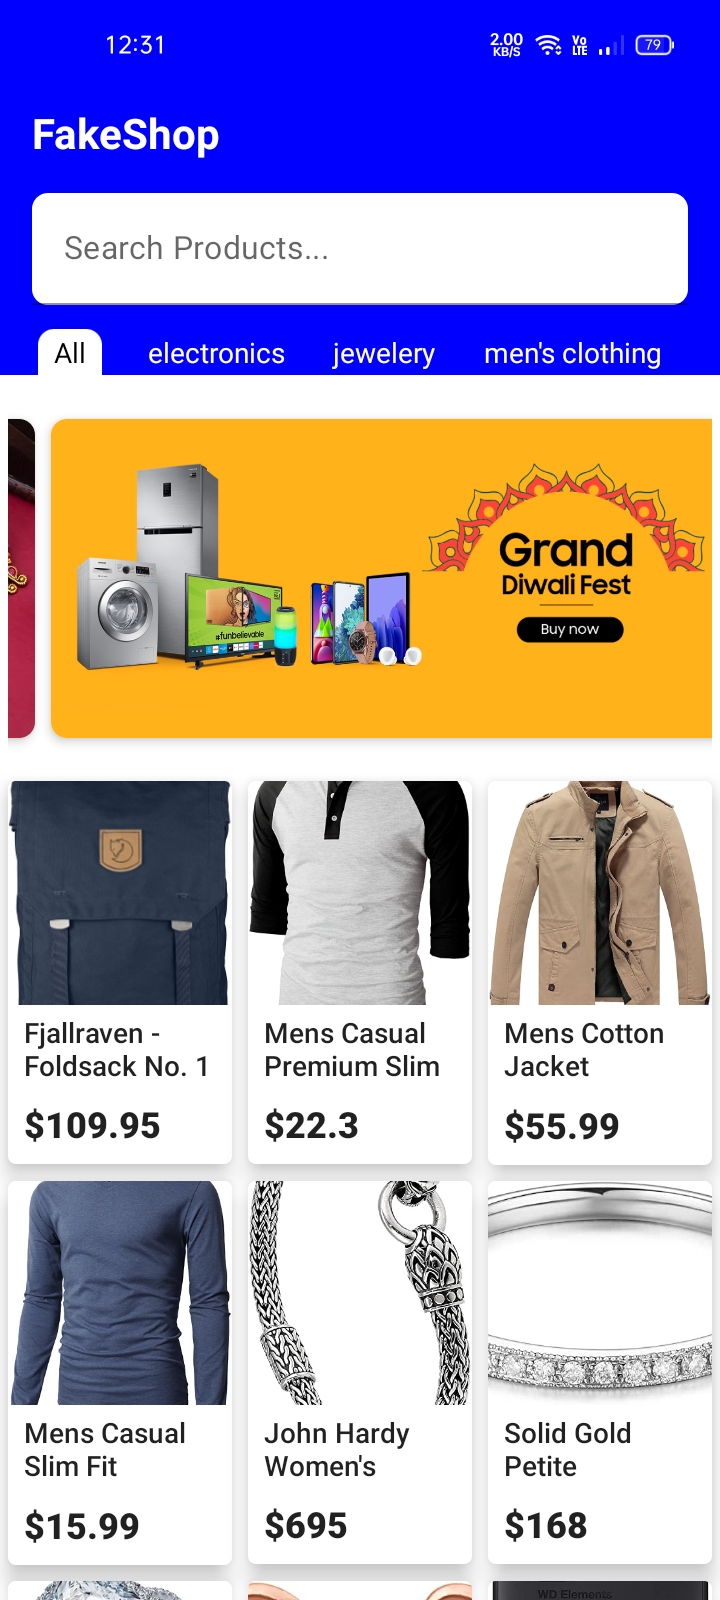 12:31
2.00
KB/S
Vo
LTE
79
FakeShop
Search Products...
All
electronics
jewelery
men's clothing
Grand
Diwali Fest
#funbelievable
Buy now
Fjallraven -
Foldsack No. 1
$109.95
Mens Casual
Premium Slim
$22.3
Mens Cotton
Jacket
$55.99
Mens Casual
Slim Fit
$15.99
John Hardy
Women's
$695
Solid Gold
Petite
$168
WD Elements